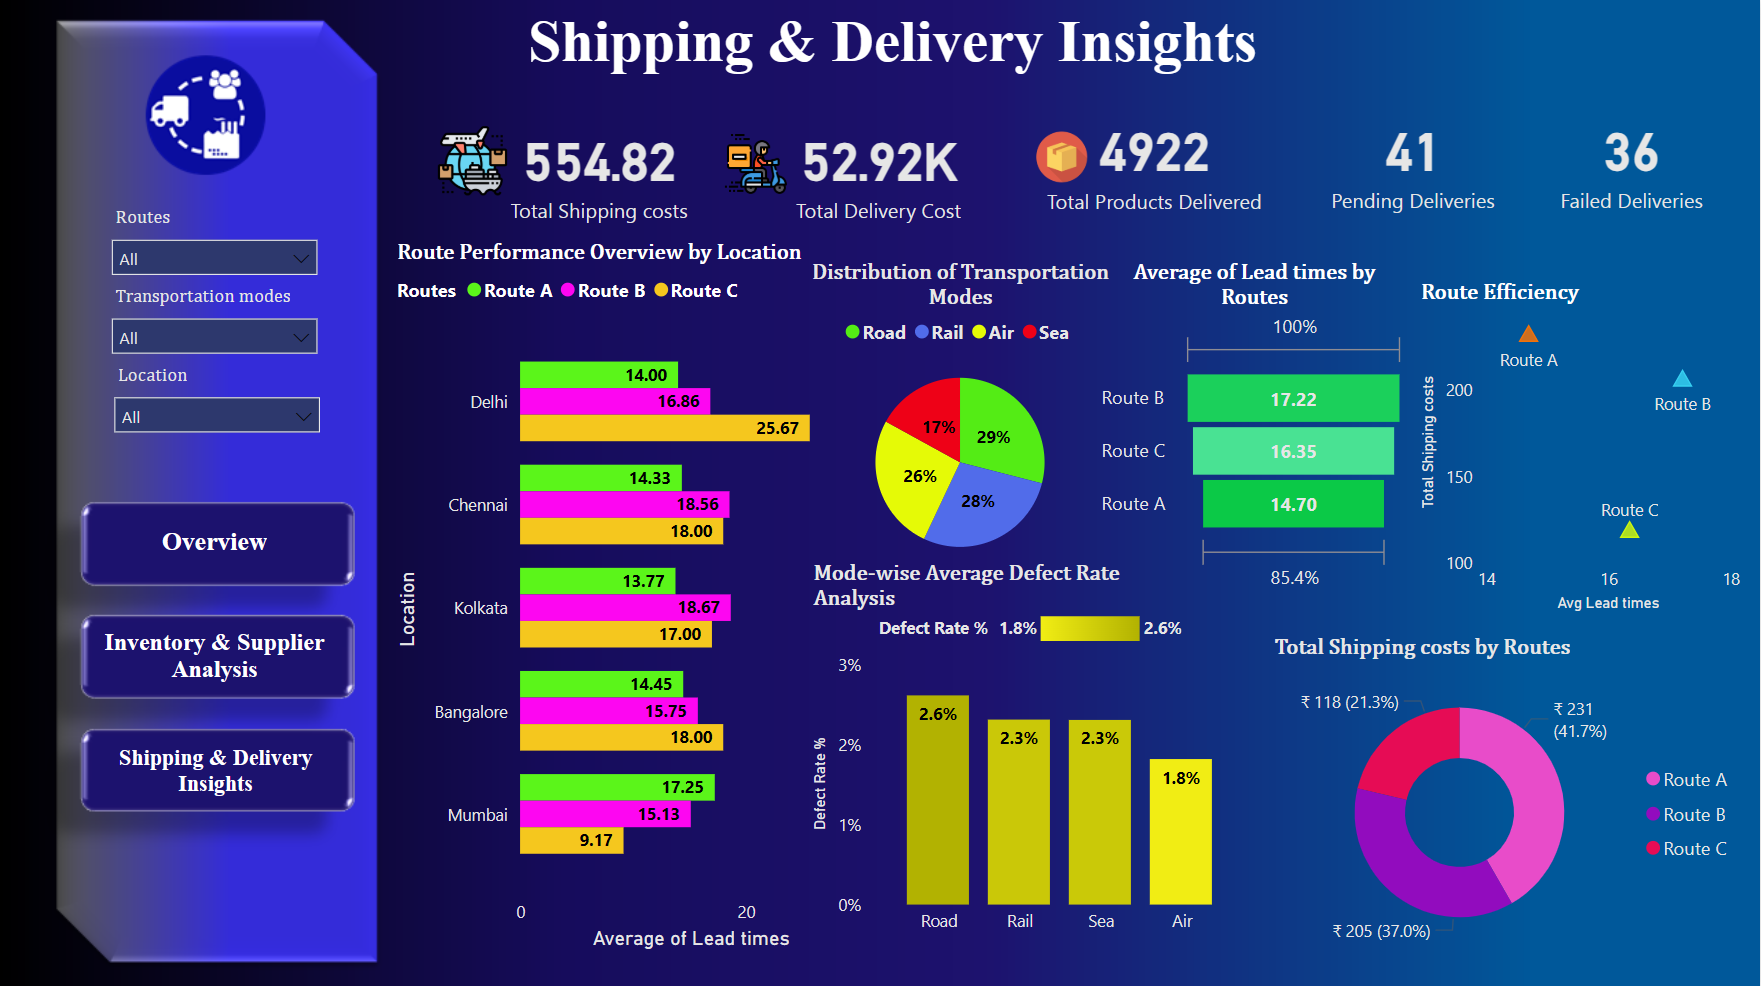 Shipping & Delivery Insights
554.82
Total Shipping costs
52.92K
Total Delivery Cost
4922
Total Products Delivered
41
Pending Deliveries
36
Failed Deliveries
Routes
All
Transportation modes
All
Location
All
Overview
Inventory & Supplier
Analysis
Shipping & Delivery
Insights
Route Performance Overview by Location
Routes Route A Route B Route C
Location
Delhi
14.00
16.86
25.67
Chennai
14.33
18.56
18.00
Kolkata
13.77
18.67
17.00
Bangalore
14.45
15.75
18.00
Mumbai
17.25
15.13
9.17
0 20
Average of Lead times
Distribution of Transportation
Modes
Road Rail Air Sea
29%
28%
26%
17%
Average of Lead times by
Routes
100%
Route B 17.22
Route C 16.35
Route A 14.70
85.4%
Route Efficiency
Total Shipping costs
200
150
100
Route A
Route B
Route C
14 16 18
Avg Lead times
Mode-wise Average Defect Rate
Analysis
Defect Rate % 1.8% 2.6%
Defect Rate %
3%
2%
1%
0%
2.6%
2.3%
2.3%
1.8%
Road Rail Sea Air
Total Shipping costs by Routes
₹ 118 (21.3%)
₹ 231
(41.7%)
₹ 205 (37.0%)
Route A
Route B
Route C